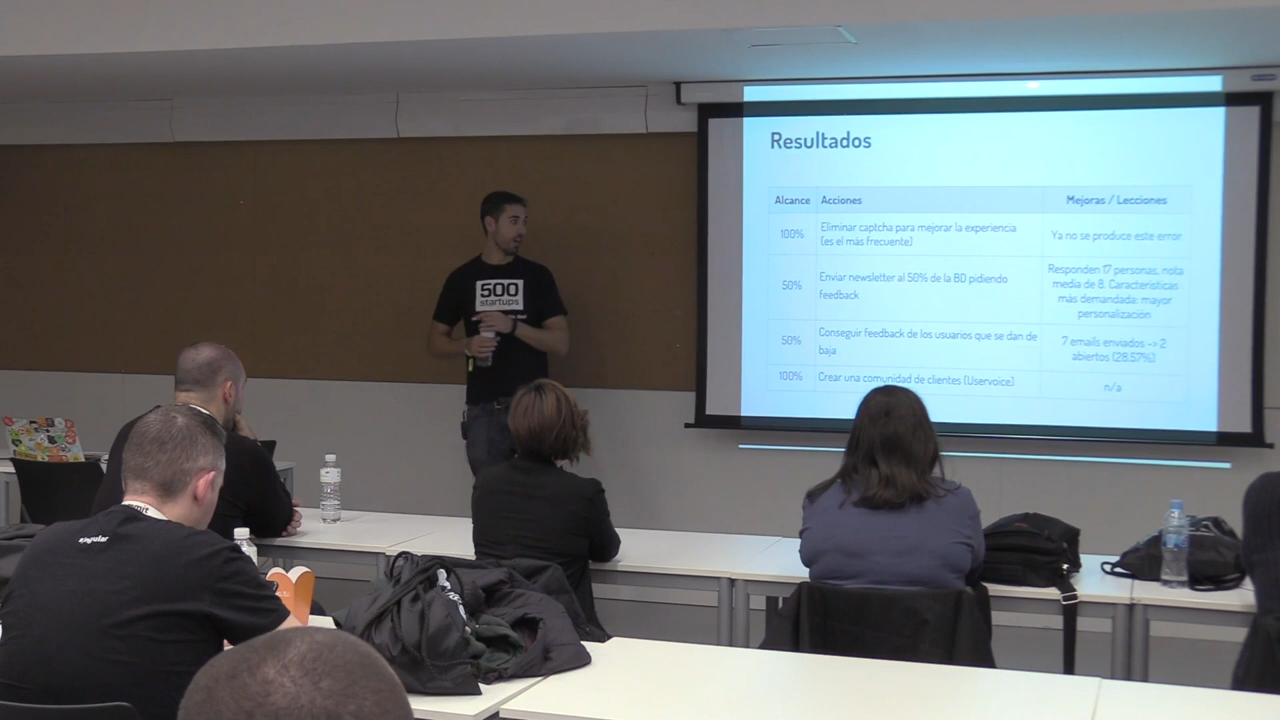 Resultados
Alcance Acciones Mejoras / Lecciones
100% Eliminar captcha para mejorar la experiencia
(es el más frecuente)
Ya no se produce este error
50% Enviar newsletter al 50% de la BD pidiendo
feedback
Responden 17 personas, nota
media de 8. Características
más demandada: mayor
personalización
50% Conseguir feedback de los usuarios que se dan de
baja
7 emails enviados -> 2
abiertos (28.57%)
100% Crear una comunidad de clientes (Uservoice)
n/a
500
startups